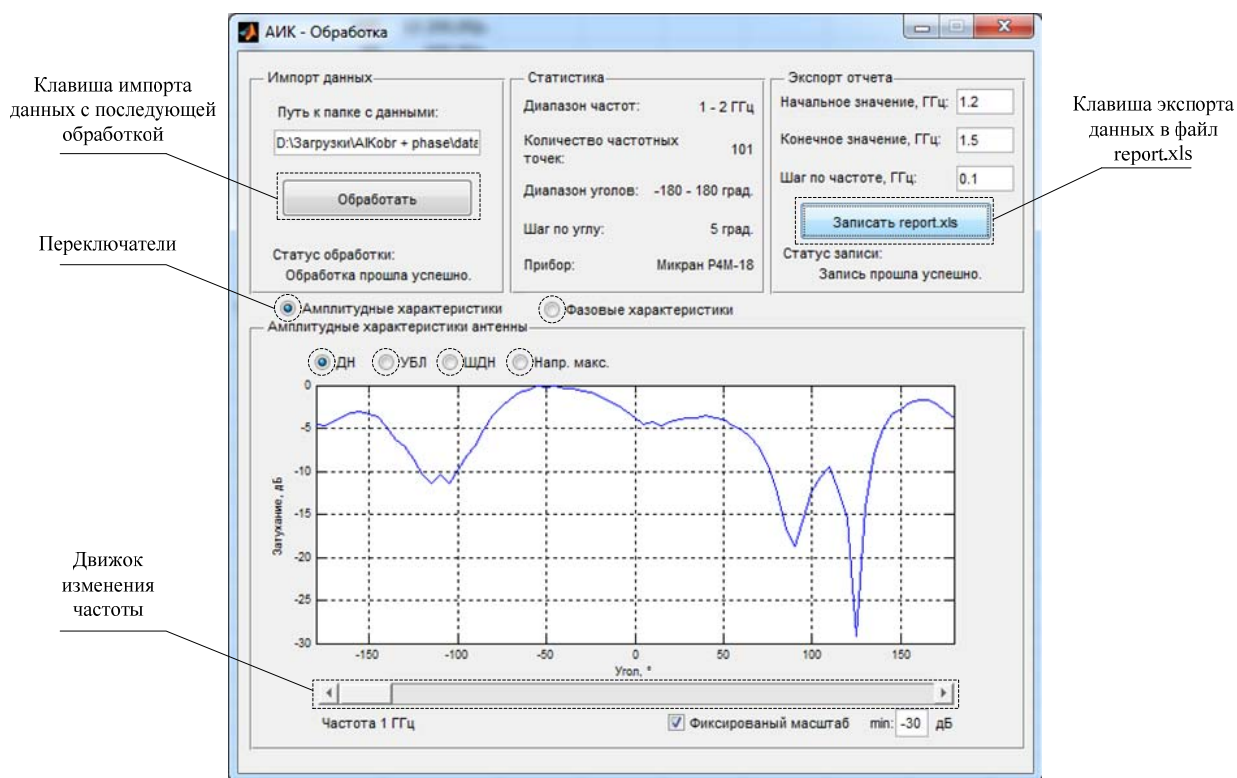 АИК - Обработка
Клавиша импорта
данных с последующей
обработкой
Переключатели
Движок
изменения
частоты
Импорт данных
Путь к папке с данными:
D:\Загрузки\AIKobr + phase\data
Обработать
Статус обработки:
Обработка прошла успешно.
Статистика
Диапазон частот: 1 - 2 ГГц
Количество частотных
точек: 101
Диапазон уголов: -180 - 180 град.
Шаг по углу: 5 град.
Прибор: Микран Р4М-18
Экспорт отчета
Начальное значение, ГГц: 1.2
Конечное значение, ГГц: 1.5
Шаг по частоте, ГГц: 0.1
Записать report.xls
Статус записи:
Запись прошла успешно.
Клавиша экспорта
данных в файл
report.xls
Амплитудные характеристики
Фазовые характеристики
Амплитудные характеристики антенны
ДН УБЛ ШДН Напр. макс.
0
-5
-10
-15
-20
-25
-30
Затухание, дБ
-150 -100 -50 0 50 100 150
Угол, °
Частота 1 ГГц
Фиксированый масштаб min: -30 дБ